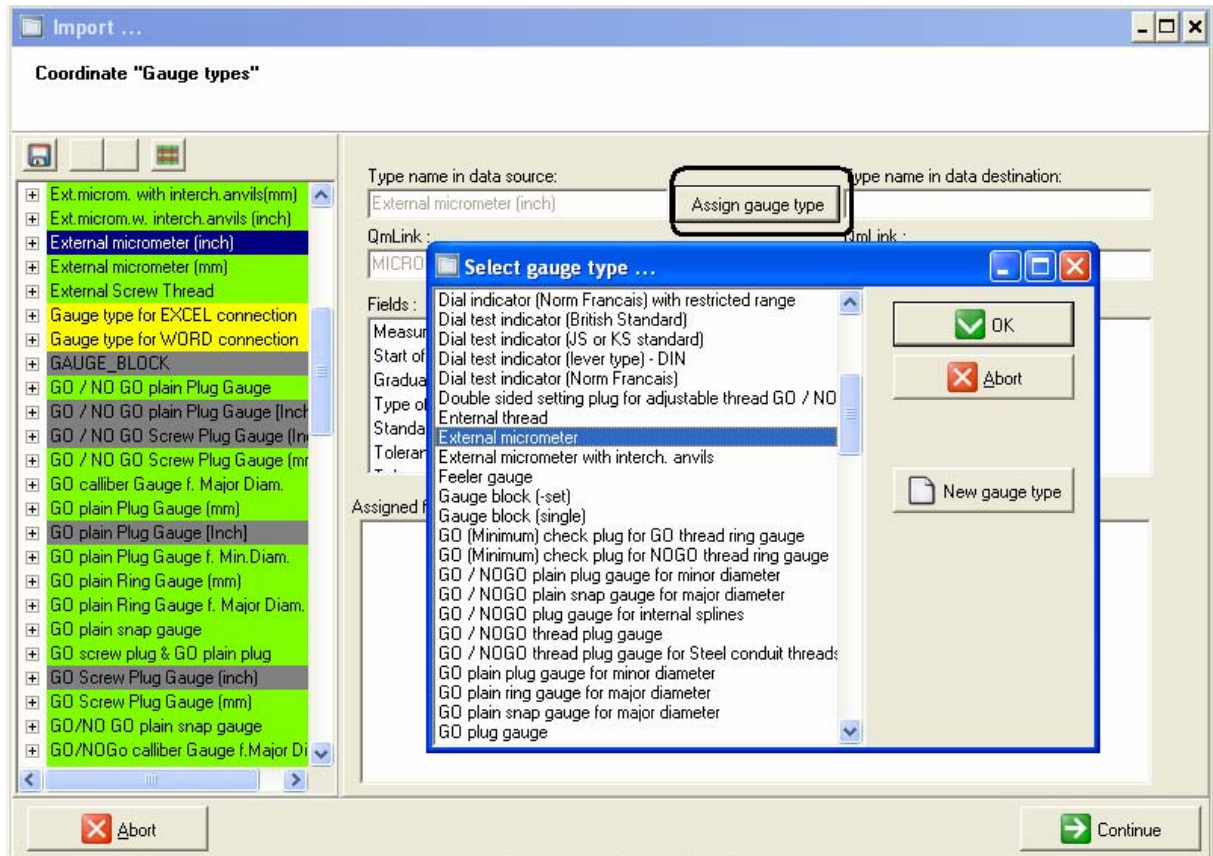 Import ...
Coordinate "Gauge types"
Ext.microm. with interch.anvils(mm)
Ext.microm.w. interch.anvils (inch)
External micrometer (inch)
External micrometer (mm)
External Screw Thread
Gauge type for EXCEL connection
Gauge type for WORD connection
GAUGE_BLOCK
GO / NO GO plain Plug Gauge
GO / NO GO plain Plug Gauge [Inch
GO / NO GO Screw Plug Gauge (In
GO / NO GO Screw Plug Gauge (mr
GO calliber Gauge f. Major Diam.
GO plain Plug Gauge (mm)
GO plain Plug Gauge [Inch]
GO plain Plug Gauge f. Min.Diam.
GO plain Ring Gauge (mm)
GO plain Ring Gauge f. Major Diam.
GO plain snap gauge
GO screw plug & GO plain plug
GO Screw Plug Gauge (inch)
GO Screw Plug Gauge (mm)
GO/NO GO plain snap gauge
GO/NOGo calliber Gauge f.Major Di
Type name in data source:
External micrometer (inch)
Assign gauge type
ype name in data destination:
QmLink :
QmLink :
MICRO
Fields :
Measur
Start of
Gradua
Type of
Standa
Toleran
Assigned f
Select gauge type ...
Dial indicator (Norm Francais) with restricted range
Dial test indicator (British Standard)
Dial test indicator (JS or KS standard)
Dial test indicator (lever type) - DIN
Dial test indicator (Norm Francais)
Double sided setting plug for adjustable thread GO / NO
Enternal thread
External micrometer
External micrometer with interch. anvils
Feeler gauge
Gauge block (-set)
Gauge block (single)
GO (Minimum) check plug for GO thread ring gauge
GO (Minimum) check plug for NOGO thread ring gauge
GO / NOGO plain plug gauge for minor diameter
GO / NOGO plain snap gauge for major diameter
GO / NOGO plug gauge for internal splines
GO / NOGO thread plug gauge
GO / NOGO thread plug gauge for Steel conduit threads
GO plain plug gauge for minor diameter
GO plain ring gauge for major diameter
GO plain snap gauge for major diameter
GO plug gauge
OK
Abort
New gauge type
Abort
Continue